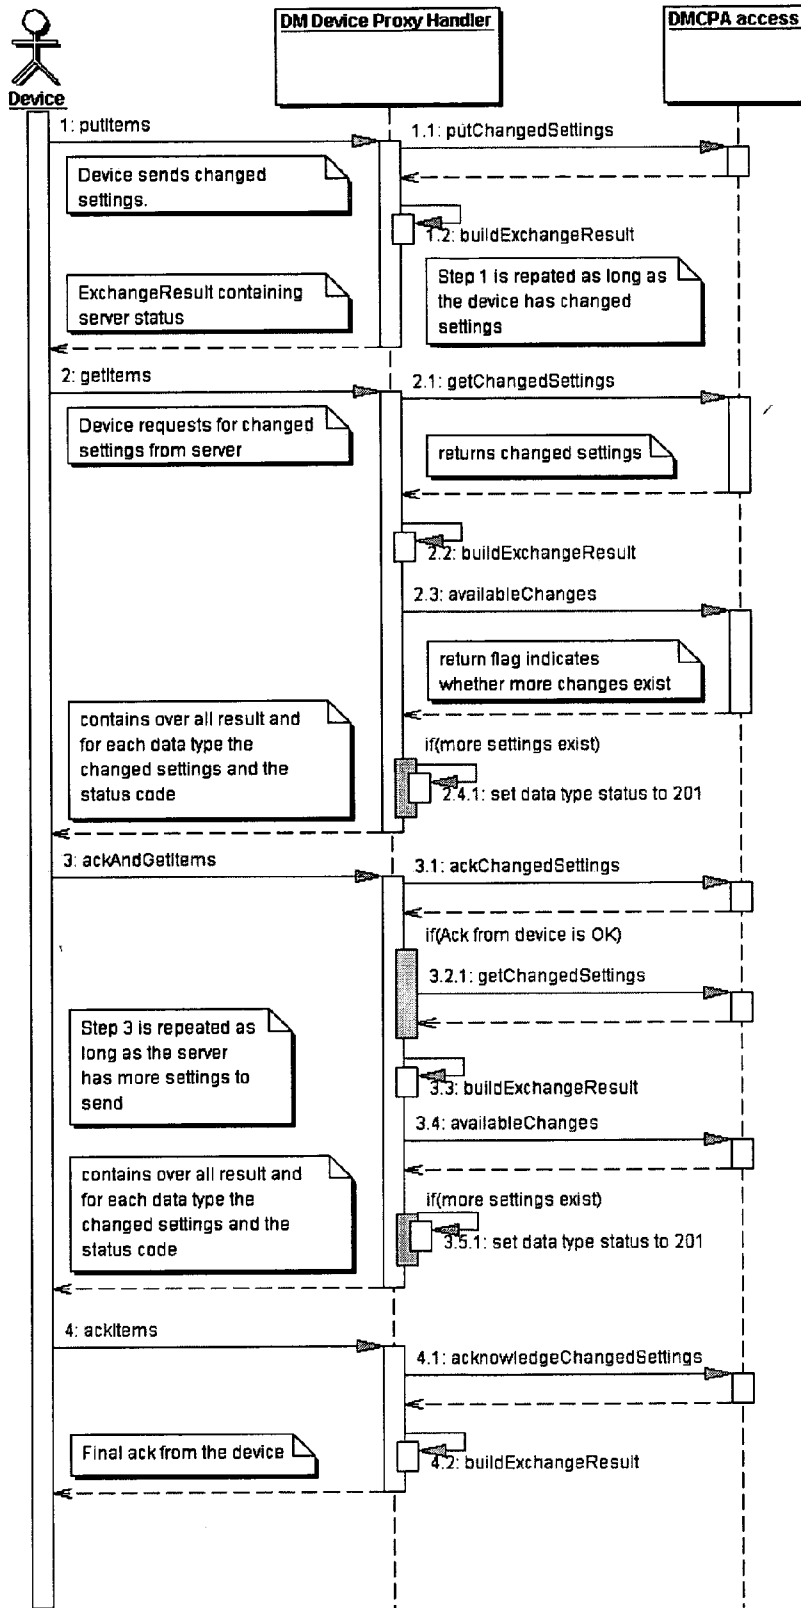 DM Device Proxy Handler
DMCPA access
Device
1: putItems
1.1: putChangedSettings
Device sends changed
settings.
1.2: buildExchangeResult
ExchangeResult containing
server status
Step 1 is repated as long as
the device has changed
settings
2: getItems
2.1: getChangedSettings
Device requests for changed
settings from server
returns changed settings
2.2: buildExchangeResult
2.3: availableChanges
return flag indicates
whether more changes exist
contains over all result and
for each data type the
changed settings and the
status code
if(more settings exist)
2.4.1: set data type status to 201
3: ackAndGetItems
3.1: ackChangedSettings
if(Ack from device is OK)
3.2.1: getChangedSettings
Step 3 is repeated as
long as the server
has more settings to
send
3.3: buildExchangeResult
3.4: availableChanges
contains over all result and
for each data type the
changed settings and the
status code
if(more settings exist)
3.5.1: set data type status to 201
4: ackItems
4.1: acknowledgeChangedSettings
Final ack from the device
4.2: buildExchangeResult